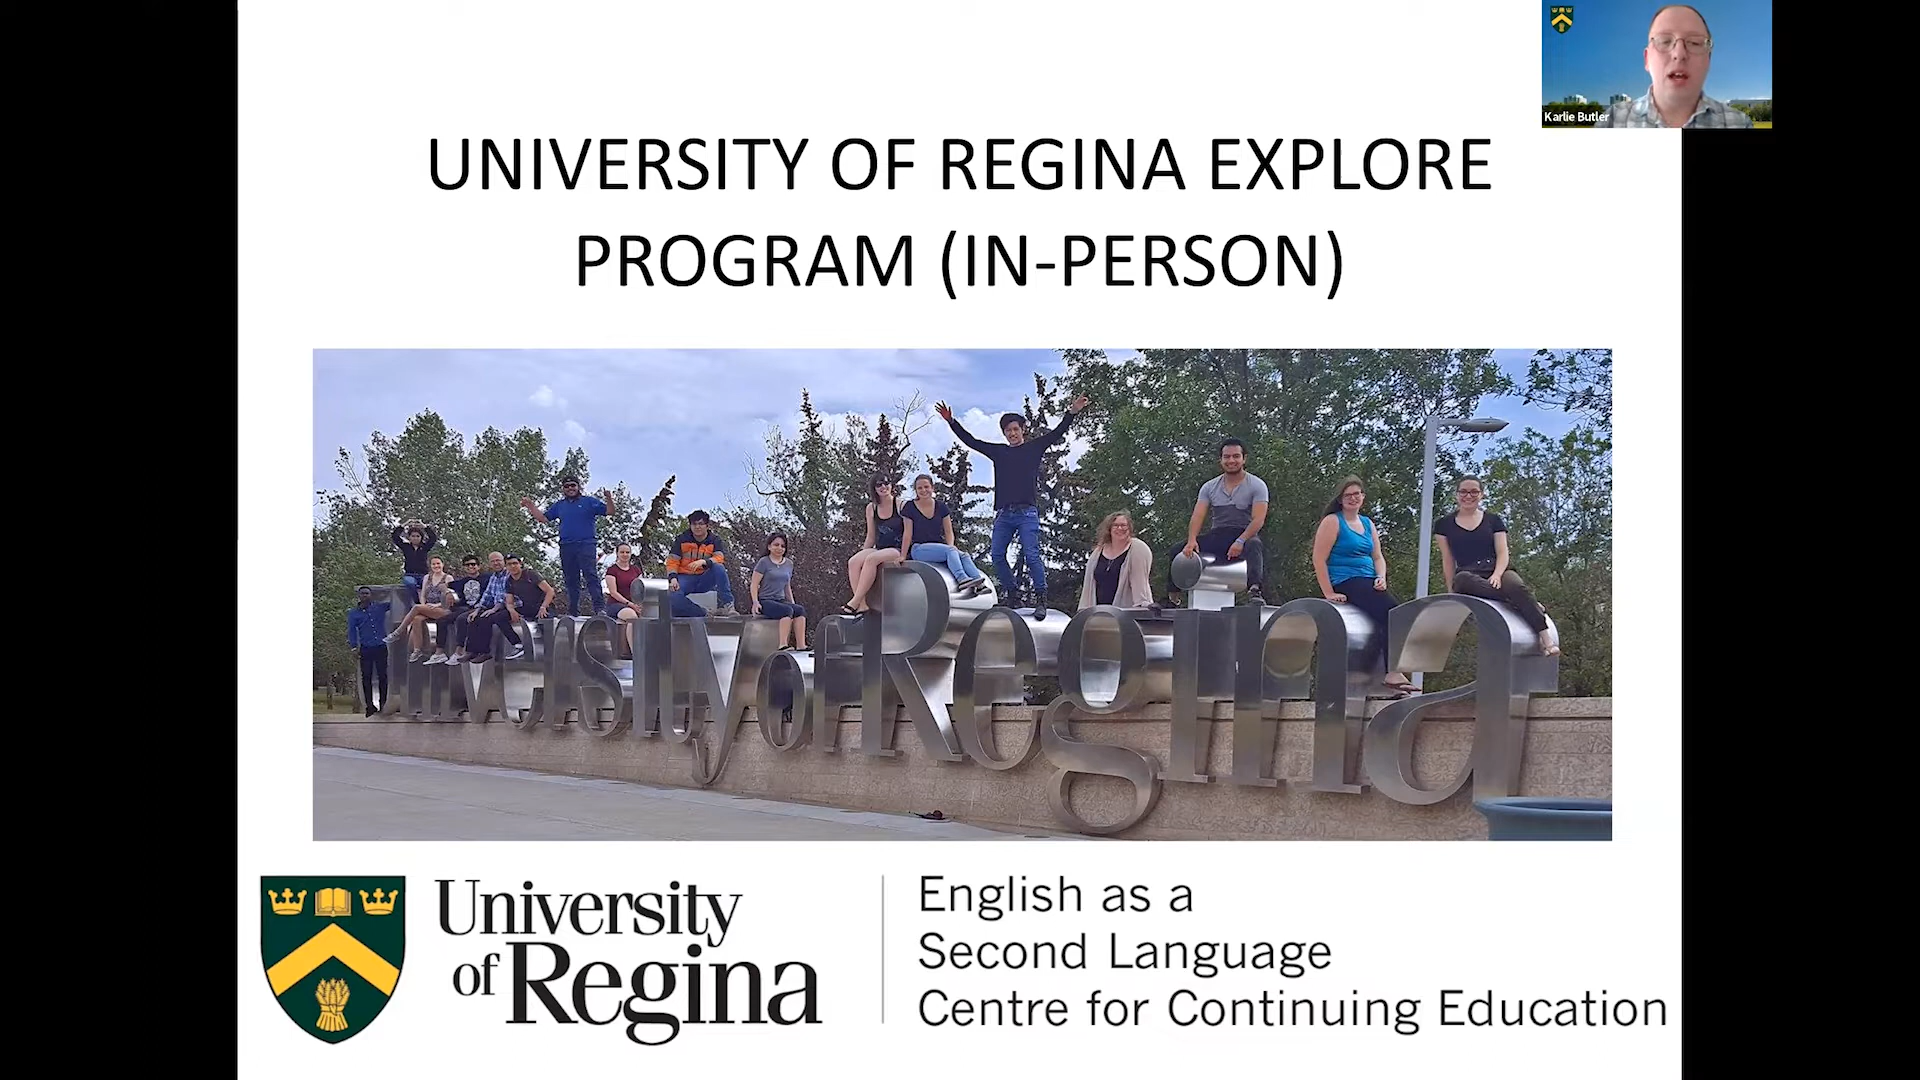 Karlie Butler
UNIVERSITY OF REGINA EXPLORE
PROGRAM (IN-PERSON)
University of Regina
University
of Regina
English as a
Second Language
Centre for Continuing Education